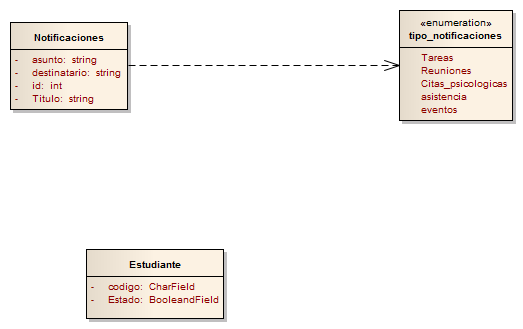 Notificaciones
- asunto: string
- destinatario: string
- id: int
- Titulo: string
«enumeration»
tipo_notificaciones
Tareas
Reuniones
Citas_psicologicas
asistencia
eventos
Estudiante
- codigo: CharField
- Estado: BooleandField